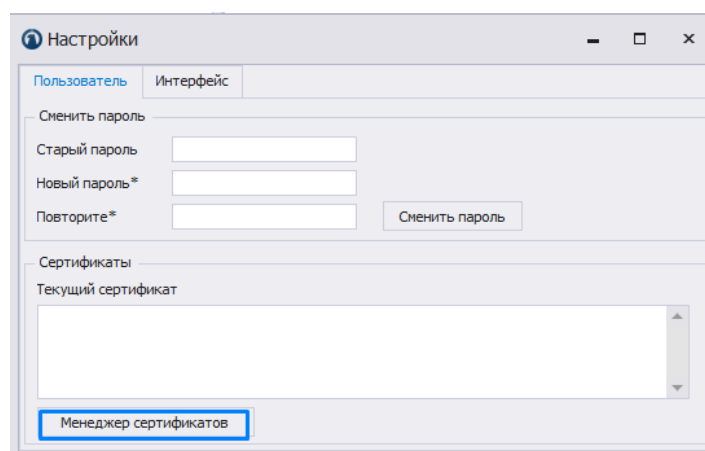 Настройки
Пользователь Интерфейс
Сменить пароль
Старый пароль
Новый пароль*
Повторите* Сменить пароль
Сертификаты
Текущий сертификат
Менеджер сертификатов